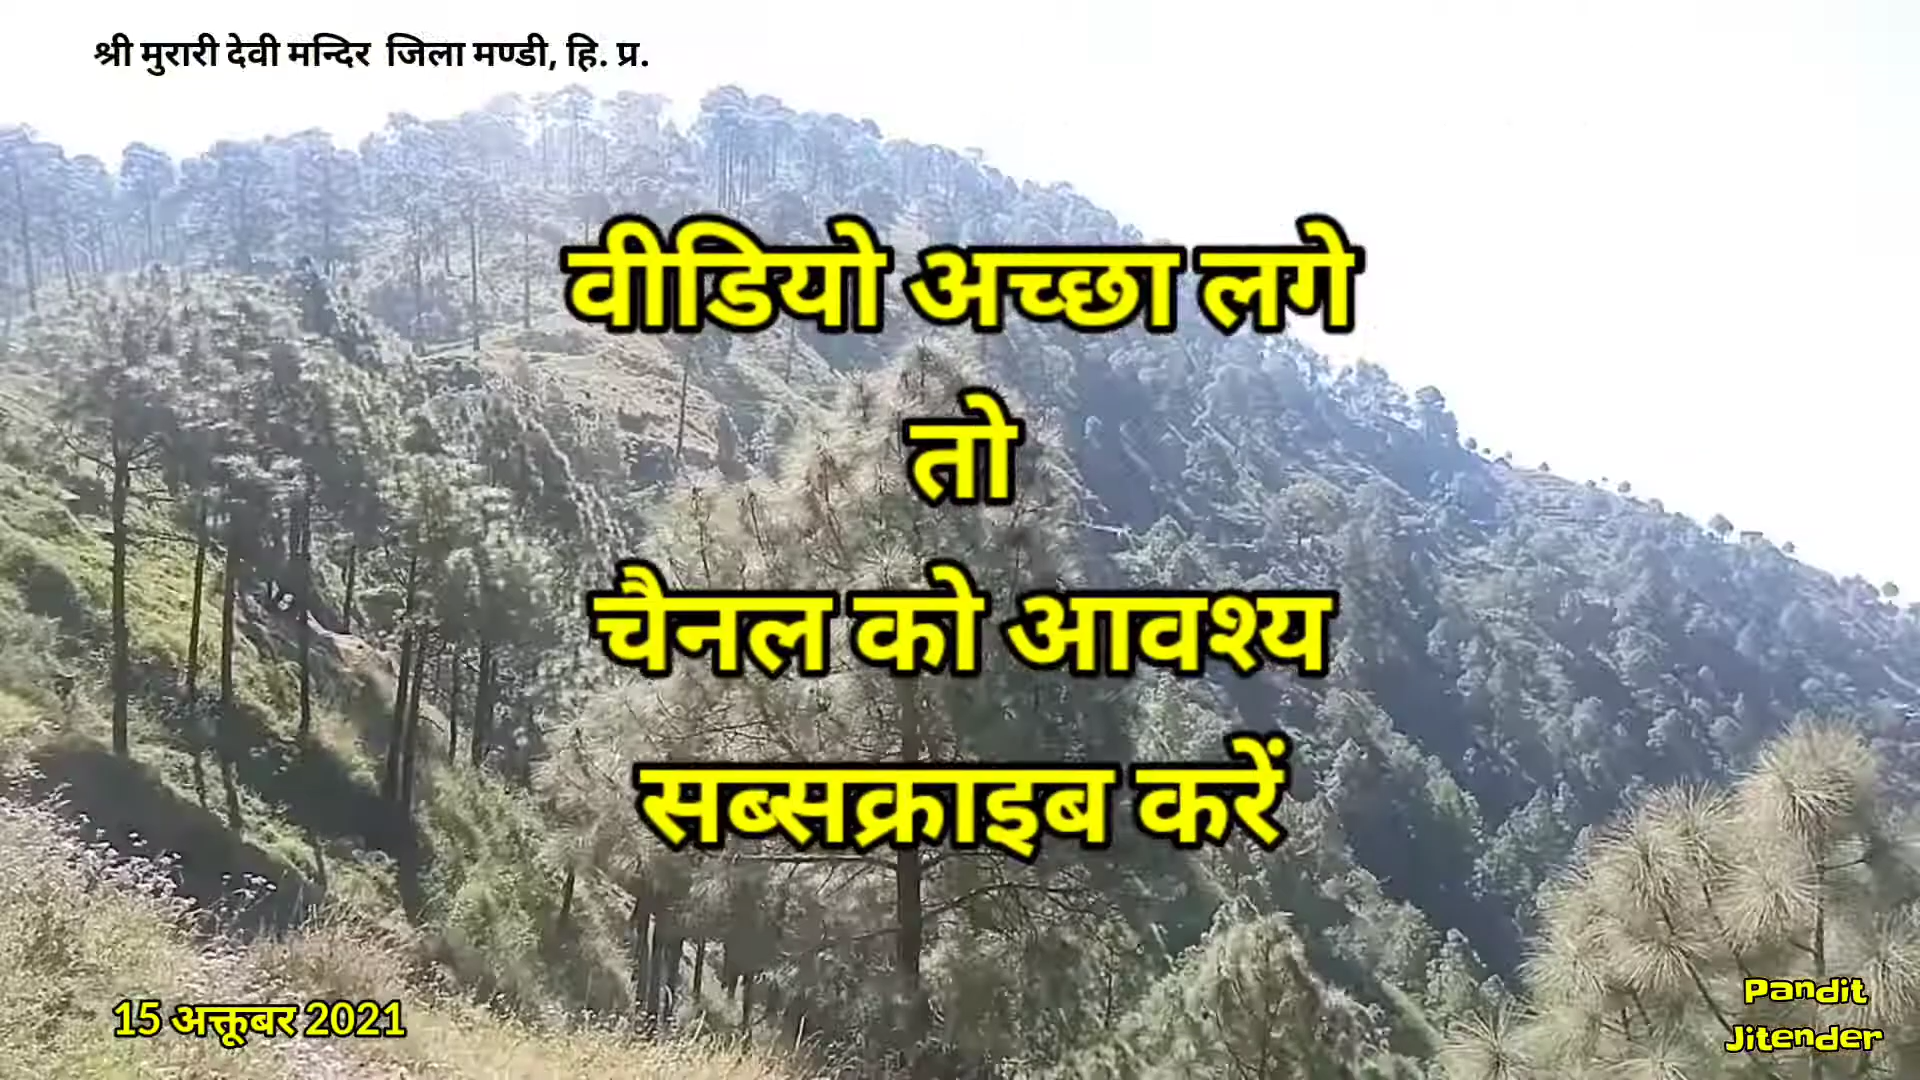 श्री मुरारी देवी मन्दिर जिला मण्डी, हि. प्र.
वीडियो अच्छा लगे
तो
चैनल को आवश्य
सब्सक्राइब करें
15 अक्तूबर 2021
Pandit
Jitender